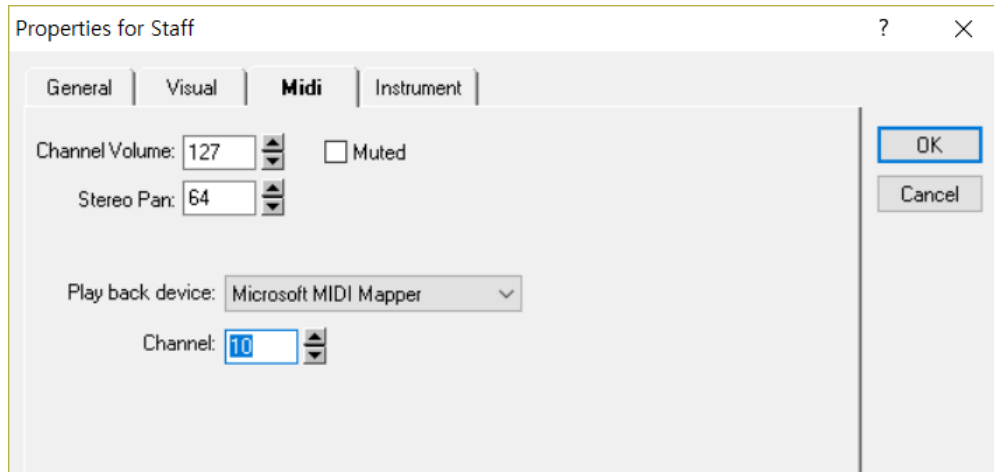 Properties for Staff ?
General Visual Midi Instrument
Channel Volume: 127 Muted OK
Stereo Pan: 64 Cancel
Play back device: Microsoft MIDI Mapper
Channel: 10